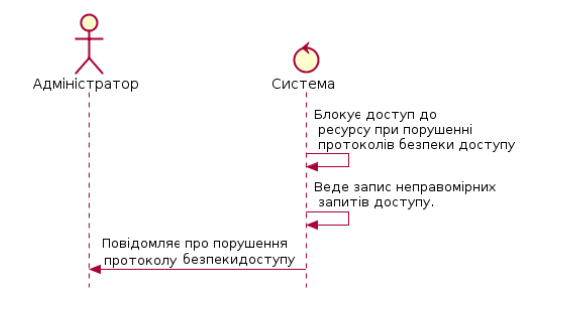 Адміністратор
Система
Блокує доступ до
ресурсу при порушенні
протоколів безпеки доступу
Веде запис неправомірних
запитів доступу.
Повідомляє про порушення
протоколу безпекидоступу